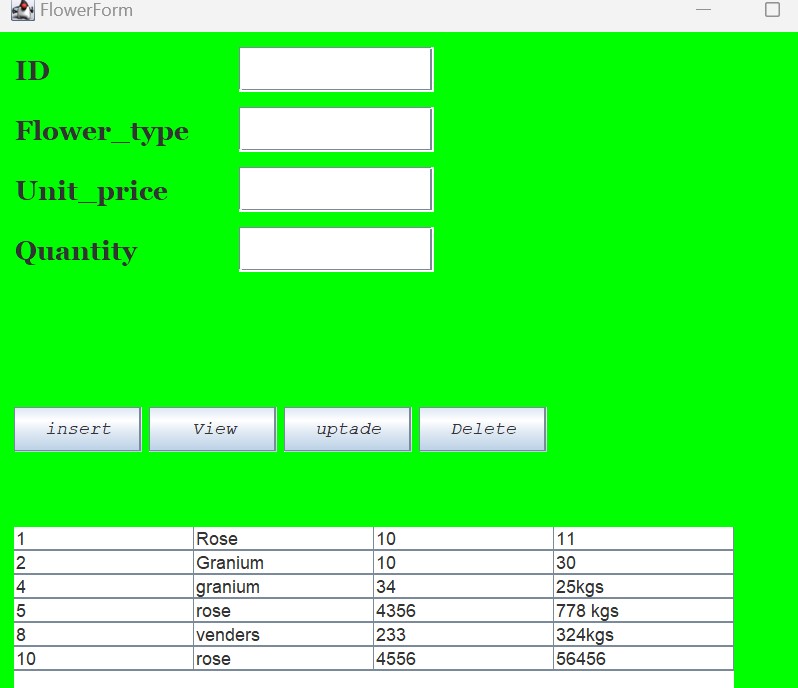 FlowerForm
ID
Flower_type
Unit_price
Quantity
insert View uptade Delete
1 Rose 10 11
2 Granium 10 30
4 granium 34 25kgs
5 rose 4356 778 kgs
8 venders 233 324kgs
10 rose 4556 56456